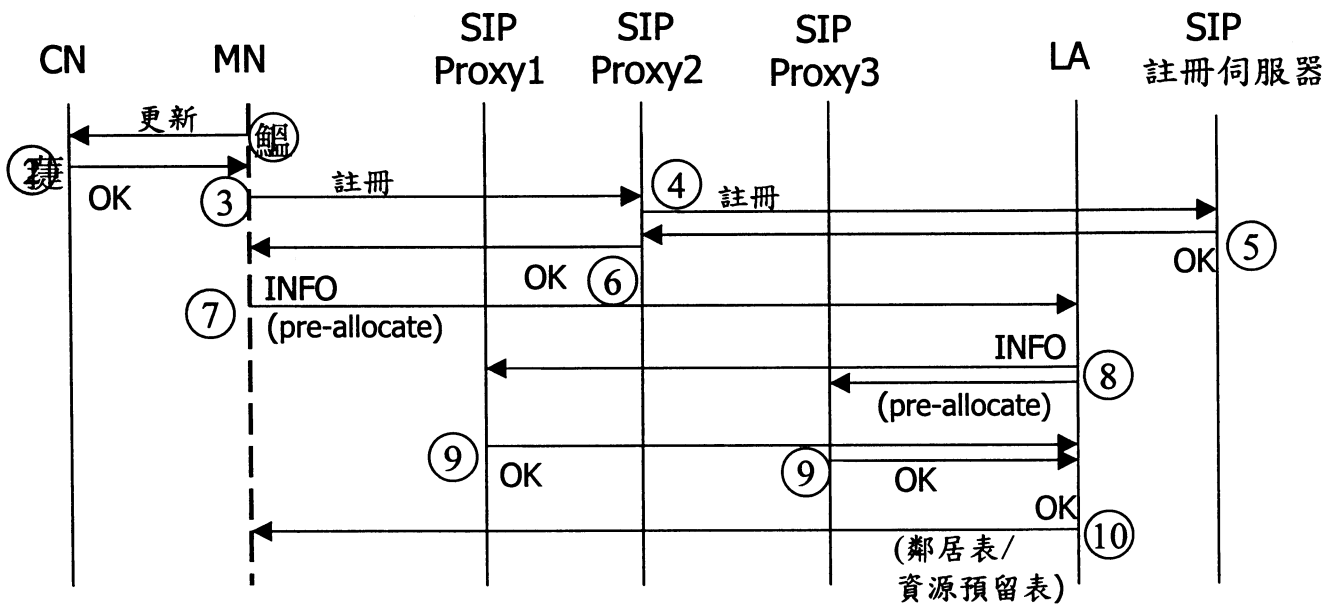 CN
MN
SIP
Proxy1
SIP
Proxy2
SIP
Proxy3
LA
SIP
註冊伺服器
更新
鰛
②
OK
③
註冊
④
註冊
⑤
OK
OK
⑥
⑦
INFO
(pre-allocate)
INFO
⑧
(pre-allocate)
⑨
OK
⑨
OK
OK
⑩
(鄰居表/
資源預留表)